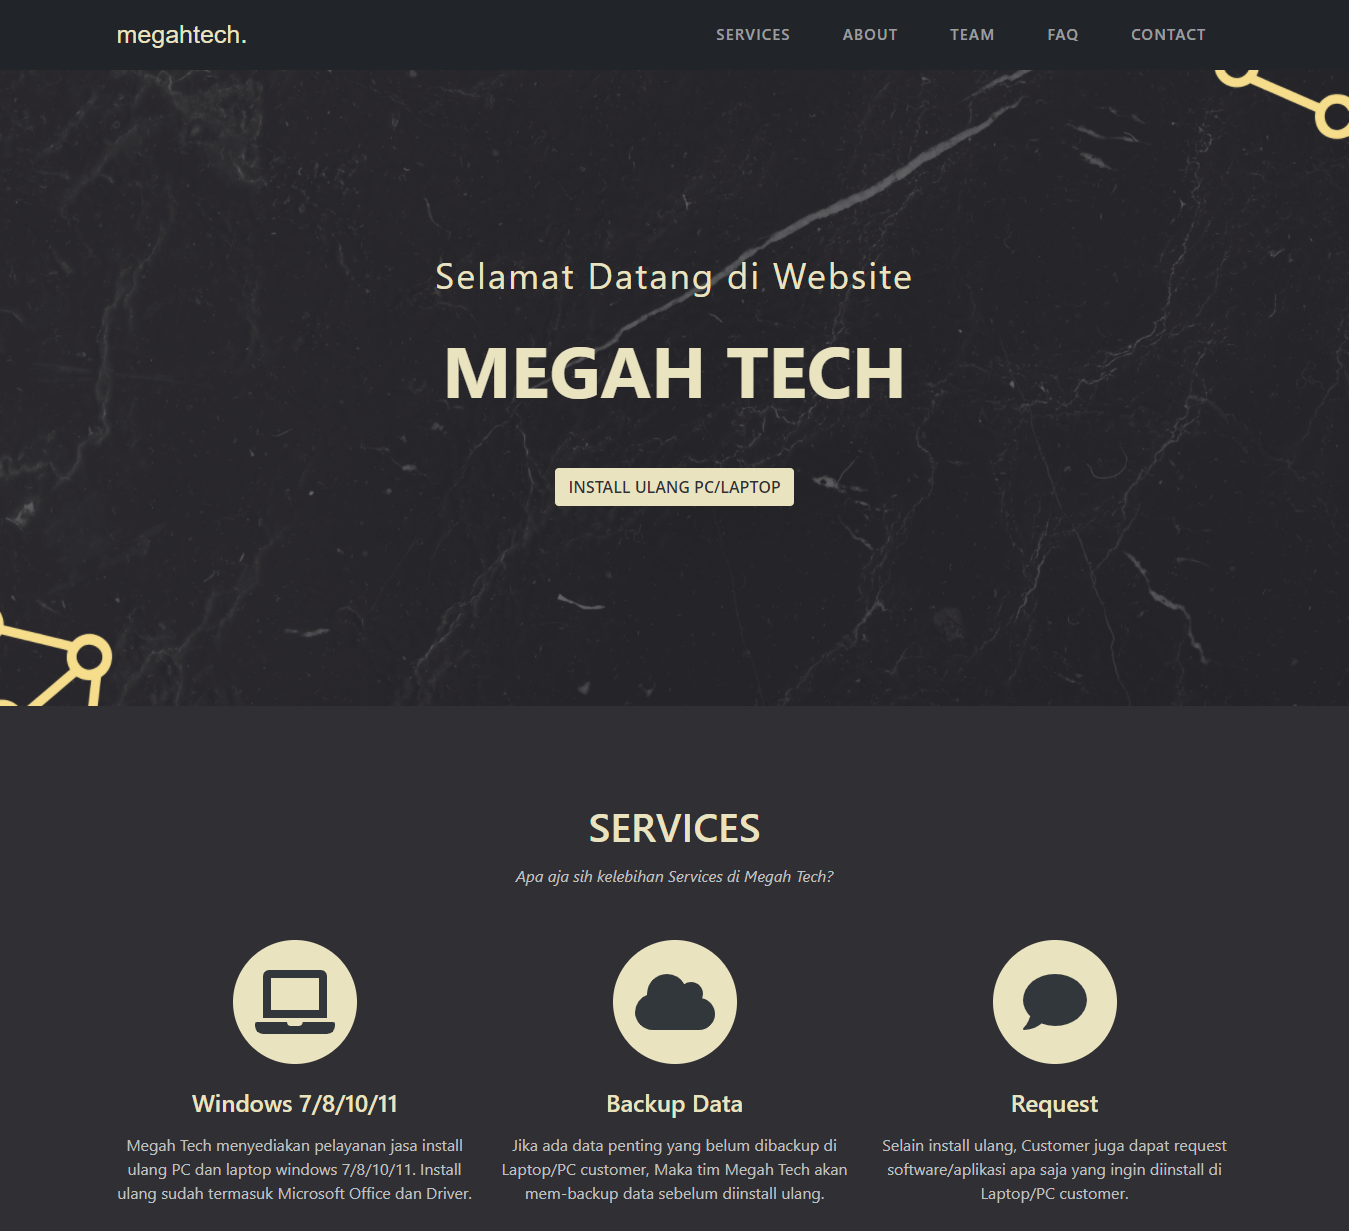 megahtech.
SERVICES ABOUT TEAM FAQ CONTACT
Selamat Datang di Website
MEGAH TECH
INSTALL ULANG PC/LAPTOP
SERVICES
Apa aja sih kelebihan Services di Megah Tech?
Windows 7/8/10/11
Megah Tech menyediakan pelayanan jasa install
ulang PC dan laptop windows 7/8/10/11. Install
ulang sudah termasuk Microsoft Office dan Driver.
Backup Data
Jika ada data penting yang belum dibackup di
Laptop/PC customer, Maka tim Megah Tech akan
mem-backup data sebelum diinstall ulang.
Request
Selain install ulang, Customer juga dapat request
software/aplikasi apa saja yang ingin diinstall di
Laptop/PC customer.